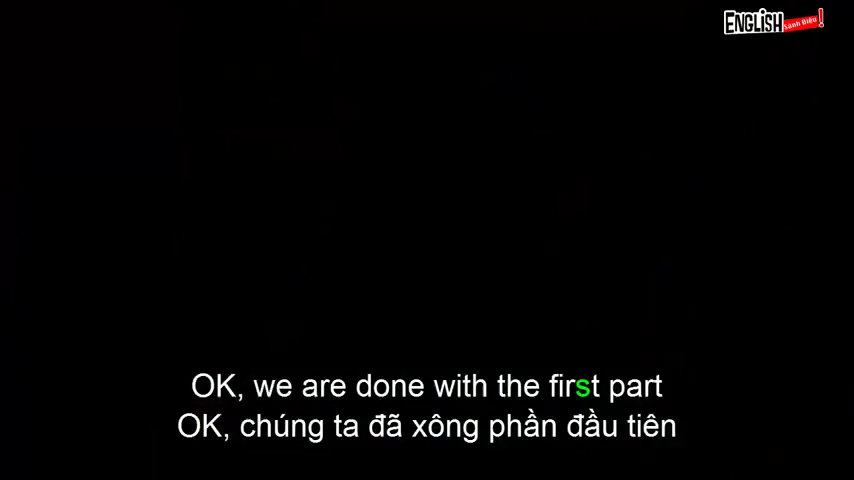 ENGLISH Sành Điệu!
OK, we are done with the first part
OK, chúng ta đã xông phần đầu tiên